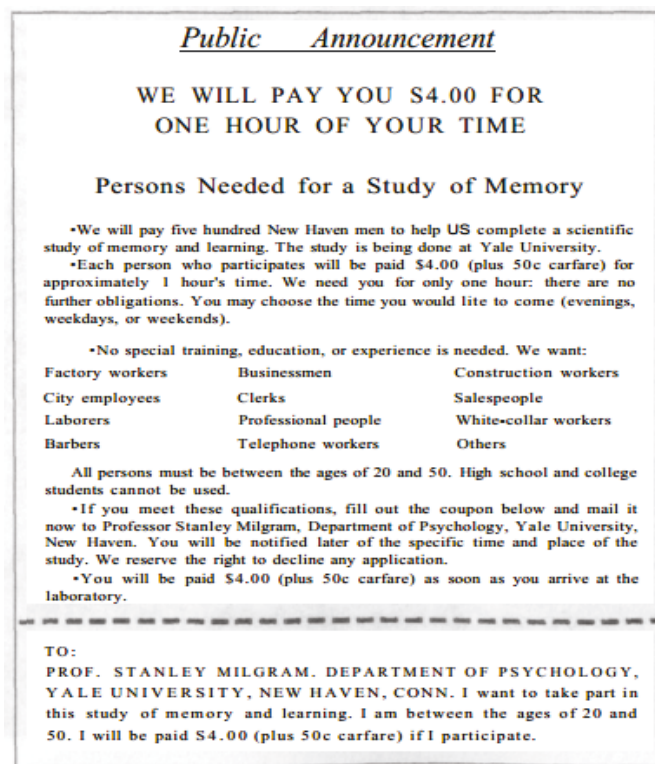 Public Announcement
WE WILL PAY YOU S4.00 FOR
ONE HOUR OF YOUR TIME
Persons Needed for a Study of Memory
•We will pay five hundred New Haven men to help US complete a scientific
study of memory and learning. The study is being done at Yale University.
•Each person who participates will be paid $4.00 (plus 50c carfare) for
approximately 1 hour's time. We need you for only one hour: there are no
further obligations. You may choose the time you would lite to come (evenings,
weekdays, or weekends).
•No special training, education, or experience is needed. We want:
Factory workers Businessmen Construction workers
City employees Clerks Salespeople
Laborers Professional people White-collar workers
Barbers Telephone workers Others
All persons must be between the ages of 20 and 50. High school and college
students cannot be used.
•If you meet these qualifications, fill out the coupon below and mail it
now to Professor Stanley Milgram, Department of Psychology, Yale University,
New Haven. You will be notified later of the specific time and place of the
study. We reserve the right to decline any application.
•You will be paid $4.00 (plus 50c carfare) as soon as you arrive at the
laboratory.
TO:
PROF. STANLEY MILGRAM. DEPARTMENT OF PSYCHOLOGY,
YALE UNIVERSITY, NEW HAVEN, CONN. I want to take part in
this study of memory and learning. I am between the ages of 20 and
50. I will be paid S4.00 (plus 50c carfare) if I participate.